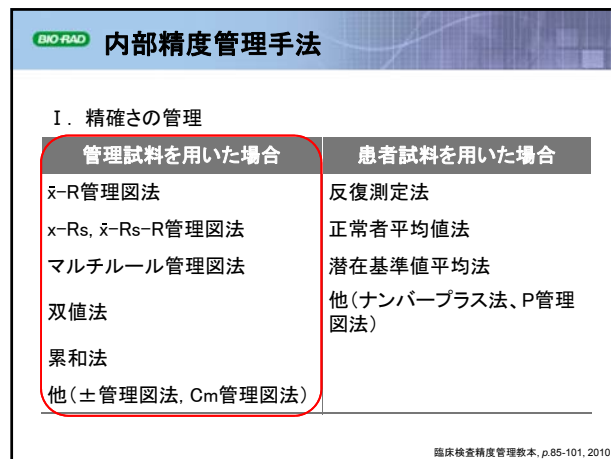 BIO-RAD 内部精度管理手法
Ⅰ. 精確さの管理
管理試料を用いた場合 患者試料を用いた場合
x̄-R管理図法 反復測定法
x-Rs, x̄-Rs-R管理図法 正常者平均値法
マルチルール管理図法 潜在基準値平均法
双値法 他(ナンバープラス法、P管理
図法)
累和法
他(±管理図法, Cm管理図法)
臨床検査精度管理教本, p.85-101, 2010